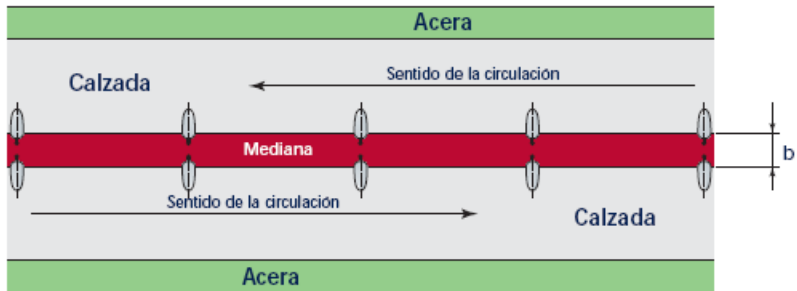 Acera
Sentido de la circulación
Calzada
Mediana
b
Sentido de la circulación
Calzada
Acera